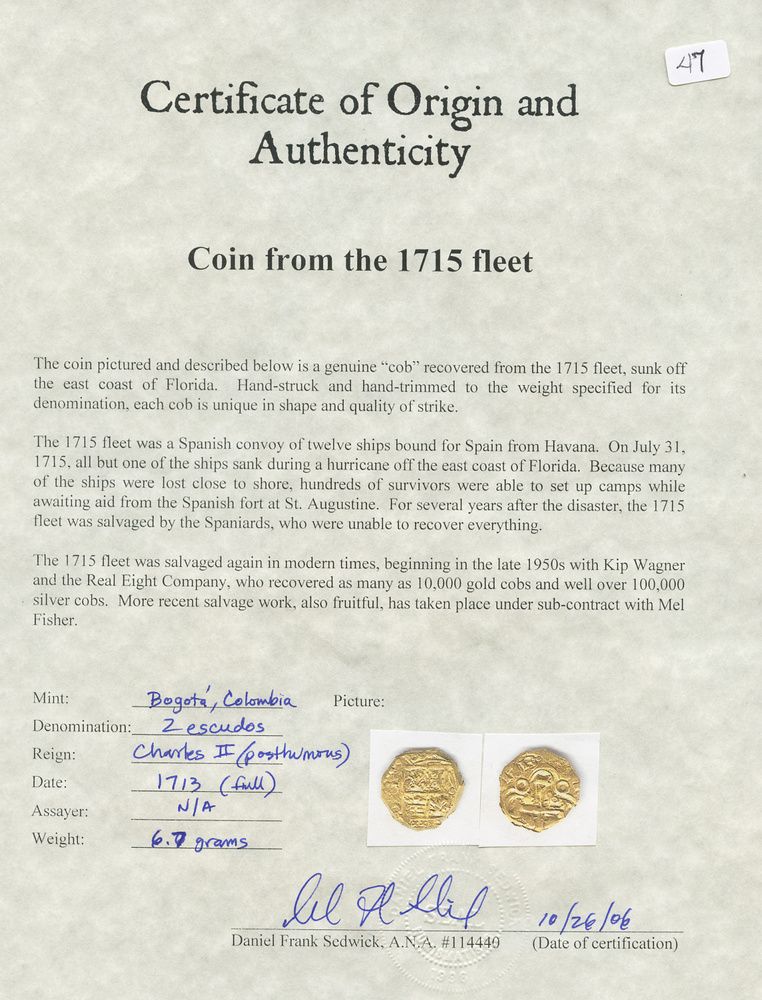 47
Certificate of Origin and
Authenticity
Coin from the 1715 fleet
The coin pictured and described below is a genuine “cob” recovered from the 1715 fleet, sunk off
the east coast of Florida. Hand-struck and hand-trimmed to the weight specified for its
denomination, each cob is unique in shape and quality of strike.
The 1715 fleet was a Spanish convoy of twelve ships bound for Spain from Havana. On July 31,
1715, all but one of the ships sank during a hurricane off the east coast of Florida. Because many
of the ships were lost close to shore, hundreds of survivors were able to set up camps while
awaiting aid from the Spanish fort at St. Augustine. For several years after the disaster, the 1715
fleet was salvaged by the Spaniards, who were unable to recover everything.
The 1715 fleet was salvaged again in modern times, beginning in the late 1950s with Kip Wagner
and the Real Eight Company, who recovered as many as 10,000 gold cobs and well over 100,000
silver cobs. More recent salvage work, also fruitful, has taken place under sub-contract with Mel
Fisher.
Mint: Bogotá, Colombia Picture:
Denomination: 2 escudos
Reign: Charles II (posthumous)
Date: 1713 (full)
Assayer: N/A
Weight: 6.7 grams
10/26/06
Daniel Frank Sedwick, A.N.A. #114440 (Date of certification)